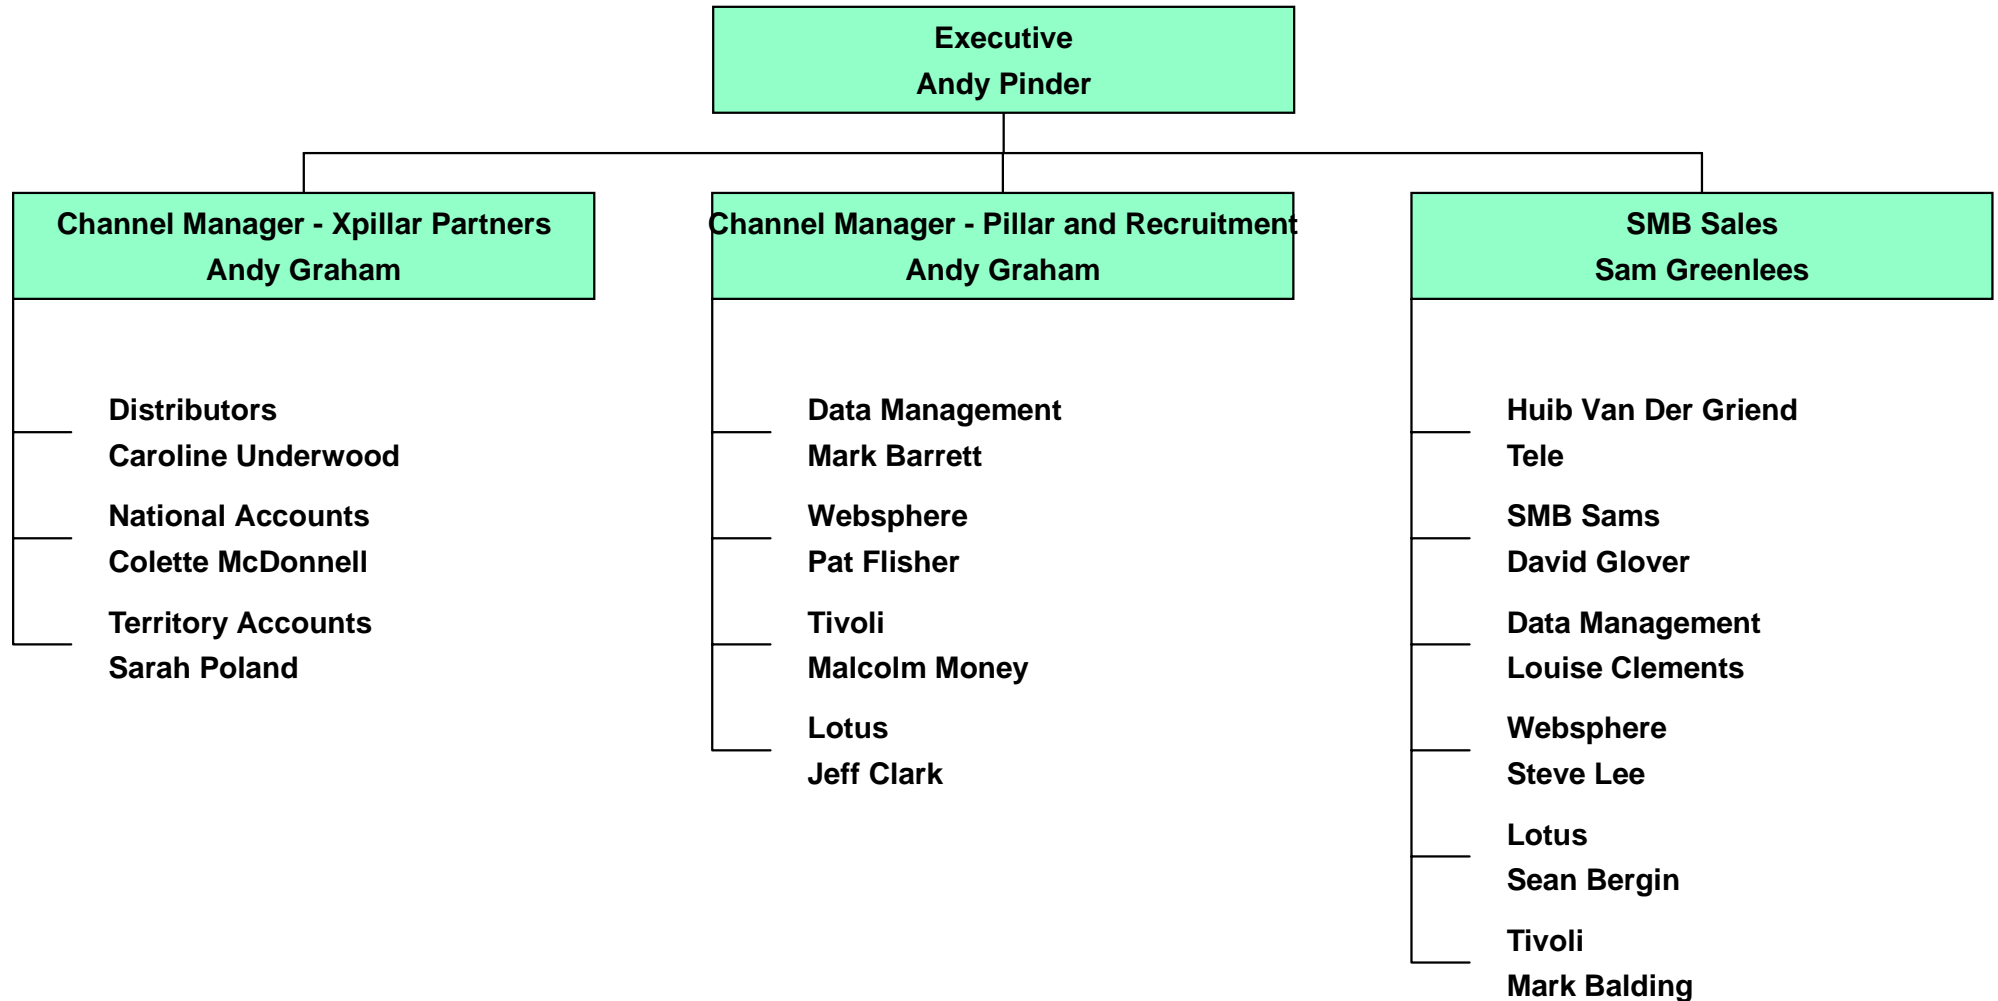 Executive
Andy Pinder
Channel Manager - Xpillar Partners
Andy Graham
Channel Manager - Pillar and Recruitment
Andy Graham
SMB Sales
Sam Greenlees
Distributors
Caroline Underwood
National Accounts
Colette McDonnell
Territory Accounts
Sarah Poland
Data Management
Mark Barrett
Websphere
Pat Flisher
Tivoli
Malcolm Money
Lotus
Jeff Clark
Huib Van Der Griend
Tele
SMB Sams
David Glover
Data Management
Louise Clements
Websphere
Steve Lee
Lotus
Sean Bergin
Tivoli
Mark Balding